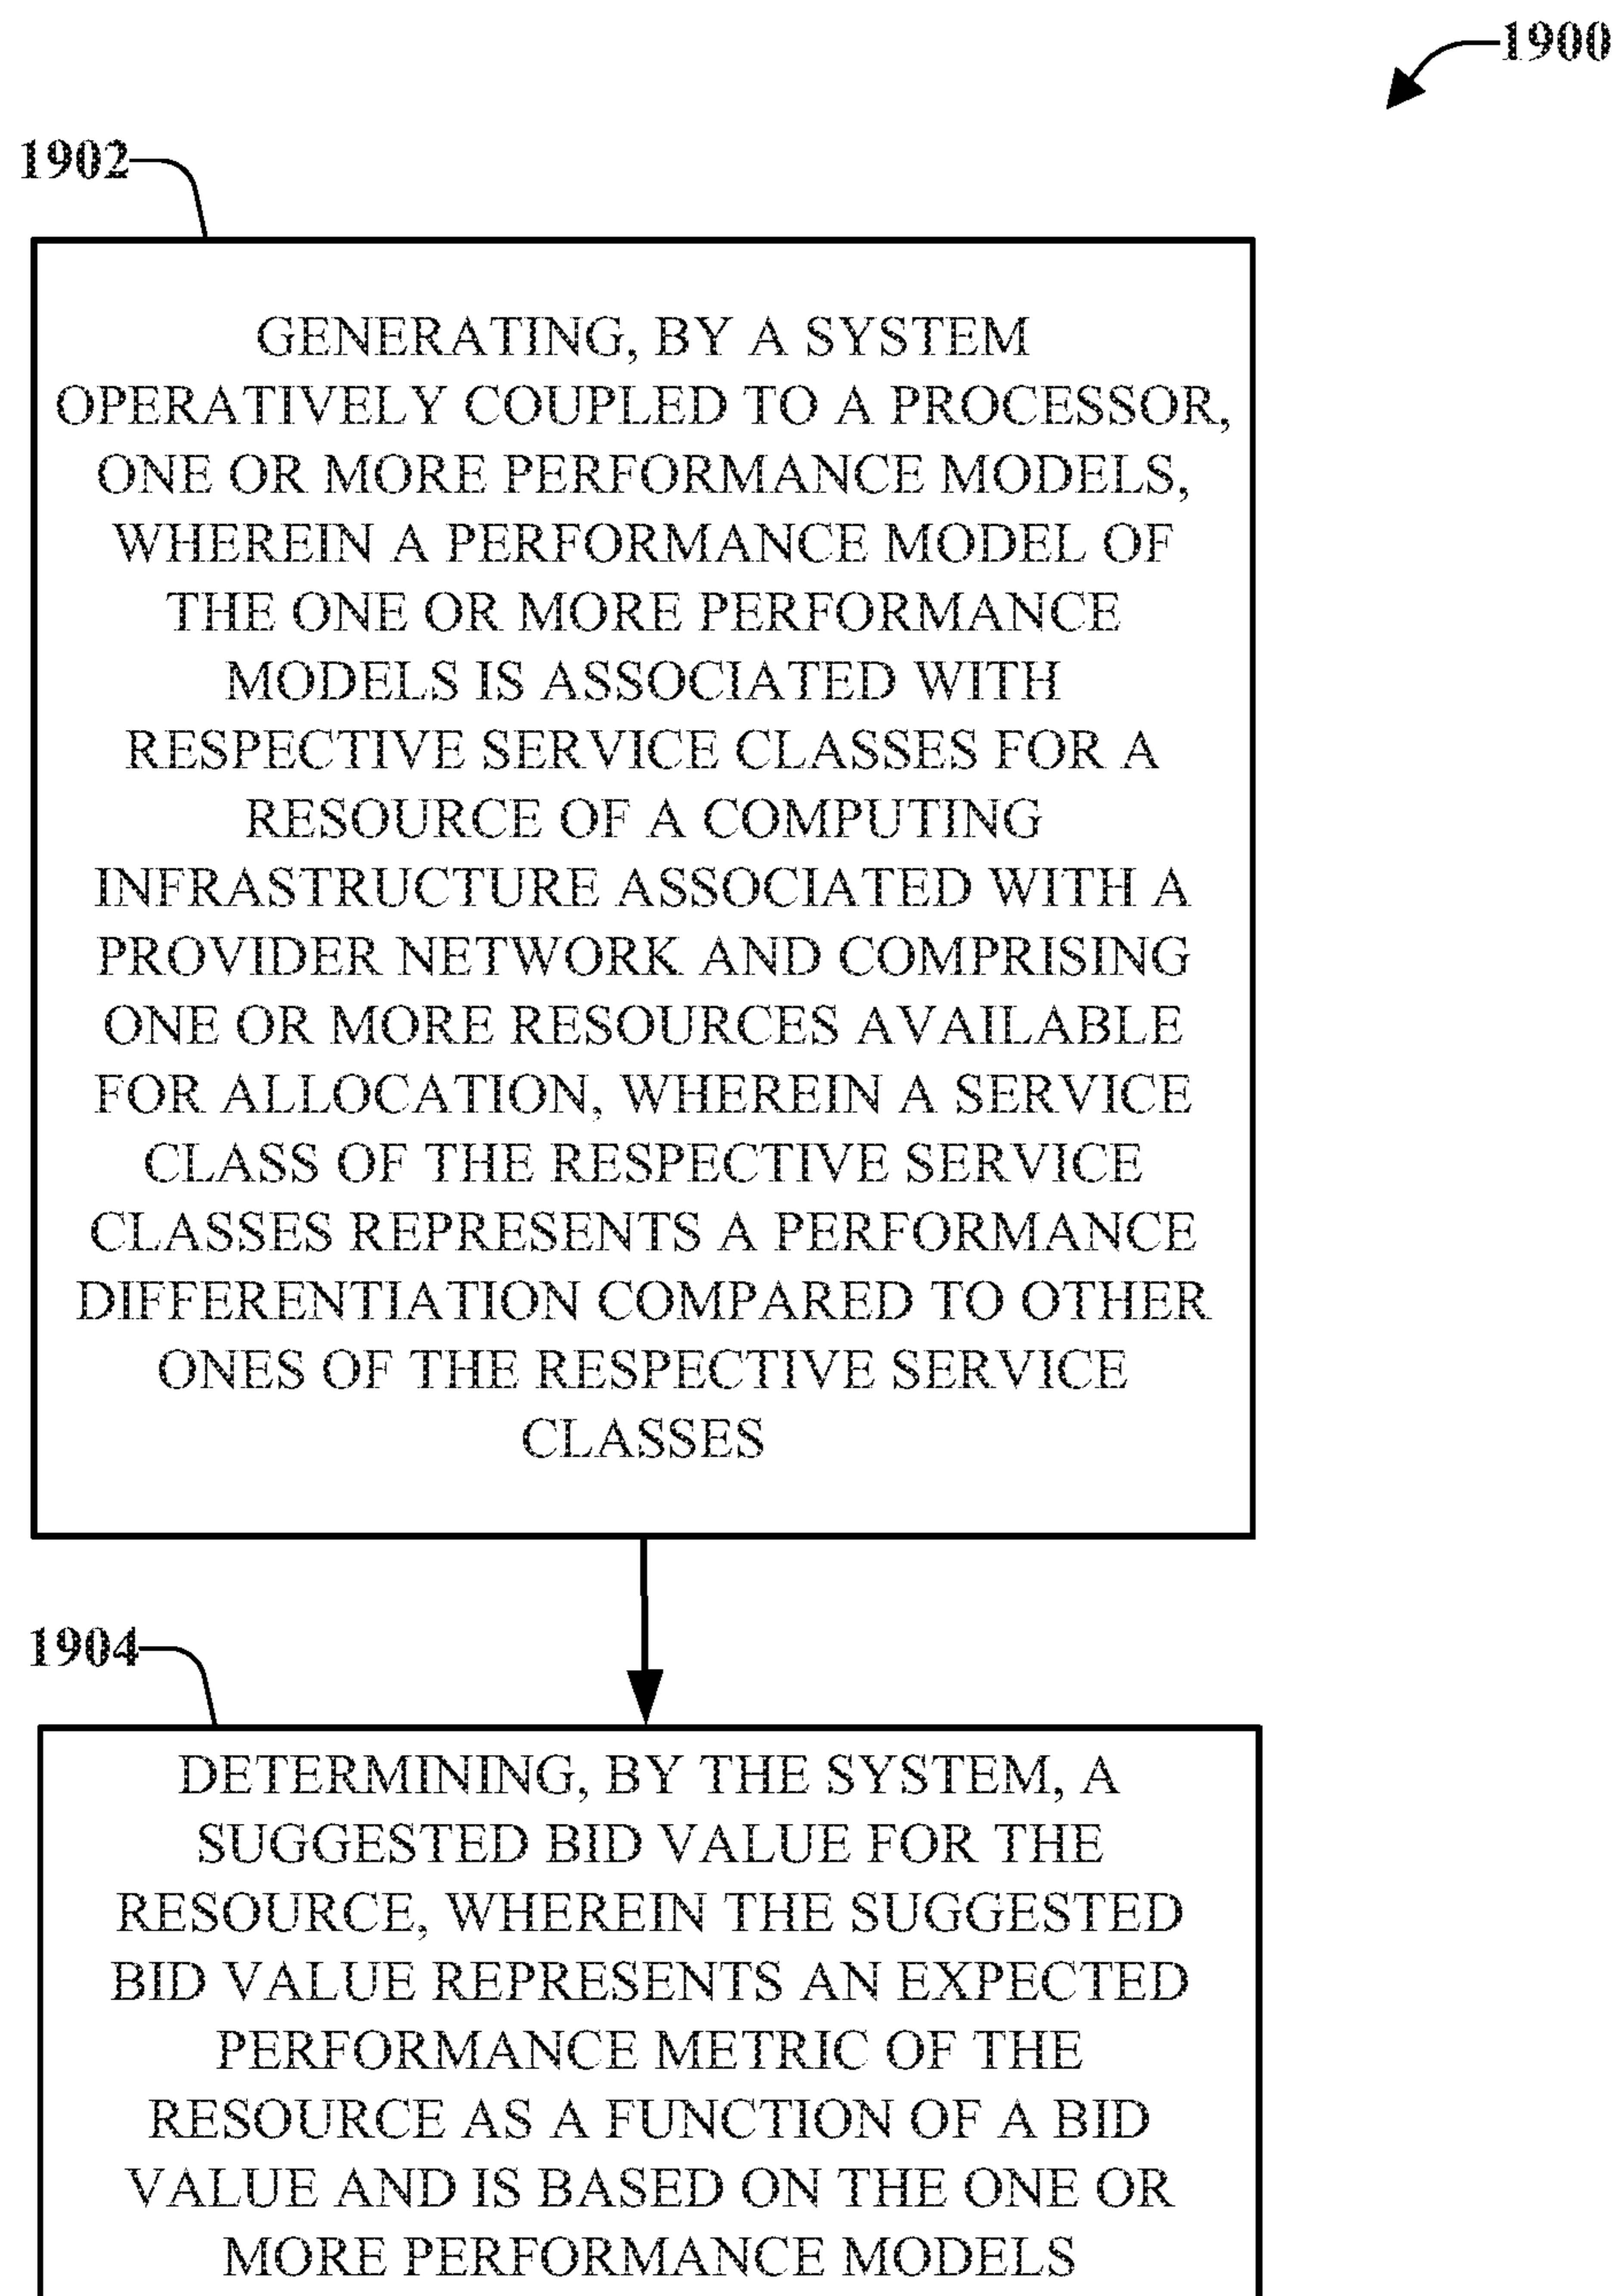 1900
1902
GENERATING, BY A SYSTEM
OPERATIVELY COUPLED TO A PROCESSOR,
ONE OR MORE PERFORMANCE MODELS,
WHEREIN A PERFORMANCE MODEL OF
THE ONE OR MORE PERFORMANCE
MODELS IS ASSOCIATED WITH
RESPECTIVE SERVICE CLASSES FOR A
RESOURCE OF A COMPUTING
INFRASTRUCTURE ASSOCIATED WITH A
PROVIDER NETWORK AND COMPRISING
ONE OR MORE RESOURCES AVAILABLE
FOR ALLOCATION, WHEREIN A SERVICE
CLASS OF THE RESPECTIVE SERVICE
CLASSES REPRESENTS A PERFORMANCE
DIFFERENTIATION COMPARED TO OTHER
ONES OF THE RESPECTIVE SERVICE
CLASSES
1904
DETERMINING, BY THE SYSTEM, A
SUGGESTED BID VALUE FOR THE
RESOURCE, WHEREIN THE SUGGESTED
BID VALUE REPRESENTS AN EXPECTED
PERFORMANCE METRIC OF THE
RESOURCE AS A FUNCTION OF A BID
VALUE AND IS BASED ON THE ONE OR
MORE PERFORMANCE MODELS